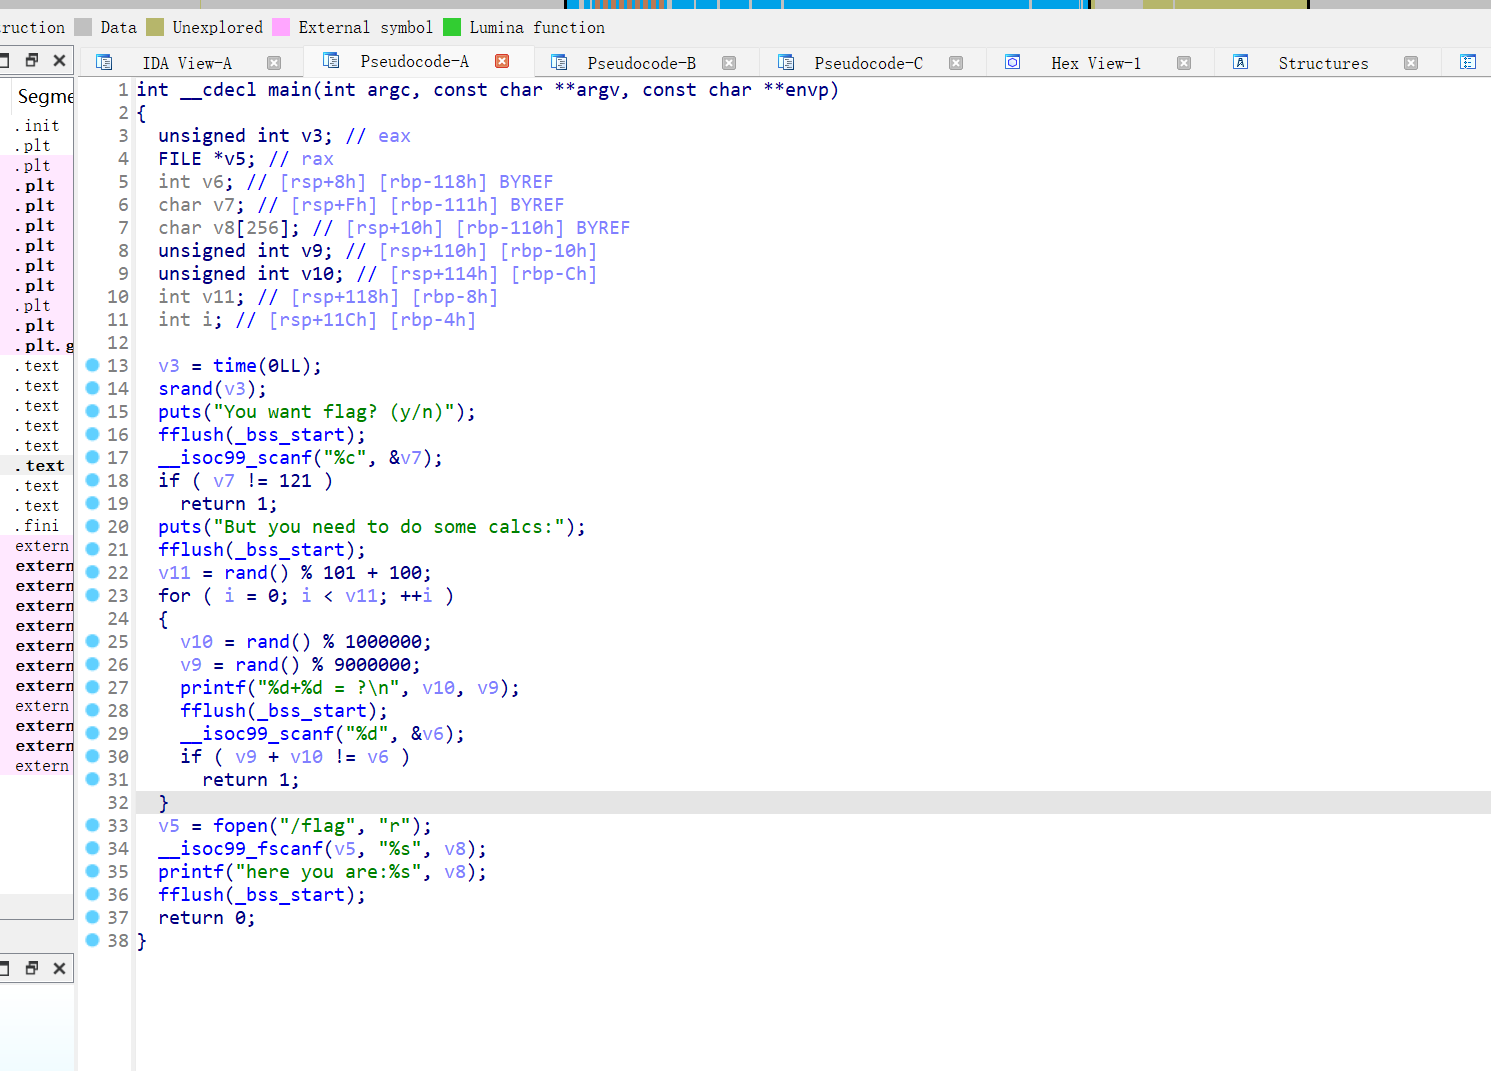 ruction Data Unexplored External symbol Lumina function
IDA View-A Pseudocode-A Pseudocode-B Pseudocode-C Hex View-1 Structures
Segme
.init
.plt
.plt
.plt
.plt
.plt
.plt
.plt
.plt
.plt
.plt
.plt.g
.text
.text
.text
.text
.text
.text
.text
.text
.fini
extern
extern
extern
extern
extern
extern
extern
extern
extern
extern
extern
extern
1 int __cdecl main(int argc, const char **argv, const char **envp)
2 {
3   unsigned int v3; // eax
4   FILE *v5; // rax
5   int v6; // [rsp+8h] [rbp-118h] BYREF
6   char v7; // [rsp+Fh] [rbp-111h] BYREF
7   char v8[256]; // [rsp+10h] [rbp-110h] BYREF
8   unsigned int v9; // [rsp+110h] [rbp-10h]
9   unsigned int v10; // [rsp+114h] [rbp-Ch]
10   int v11; // [rsp+118h] [rbp-8h]
11   int i; // [rsp+11Ch] [rbp-4h]
12
13   v3 = time(0LL);
14   srand(v3);
15   puts("You want flag? (y/n)");
16   fflush(_bss_start);
17   __isoc99_scanf("%c", &v7);
18   if ( v7 != 121 )
19     return 1;
20   puts("But you need to do some calcs:");
21   fflush(_bss_start);
22   v11 = rand() % 101 + 100;
23   for ( i = 0; i < v11; ++i )
24   {
25     v10 = rand() % 1000000;
26     v9 = rand() % 9000000;
27     printf("%d+%d = ?\n", v10, v9);
28     fflush(_bss_start);
29     __isoc99_scanf("%d", &v6);
30     if ( v9 + v10 != v6 )
31       return 1;
32   }
33   v5 = fopen("/flag", "r");
34   __isoc99_fscanf(v5, "%s", v8);
35   printf("here you are:%s", v8);
36   fflush(_bss_start);
37   return 0;
38 }